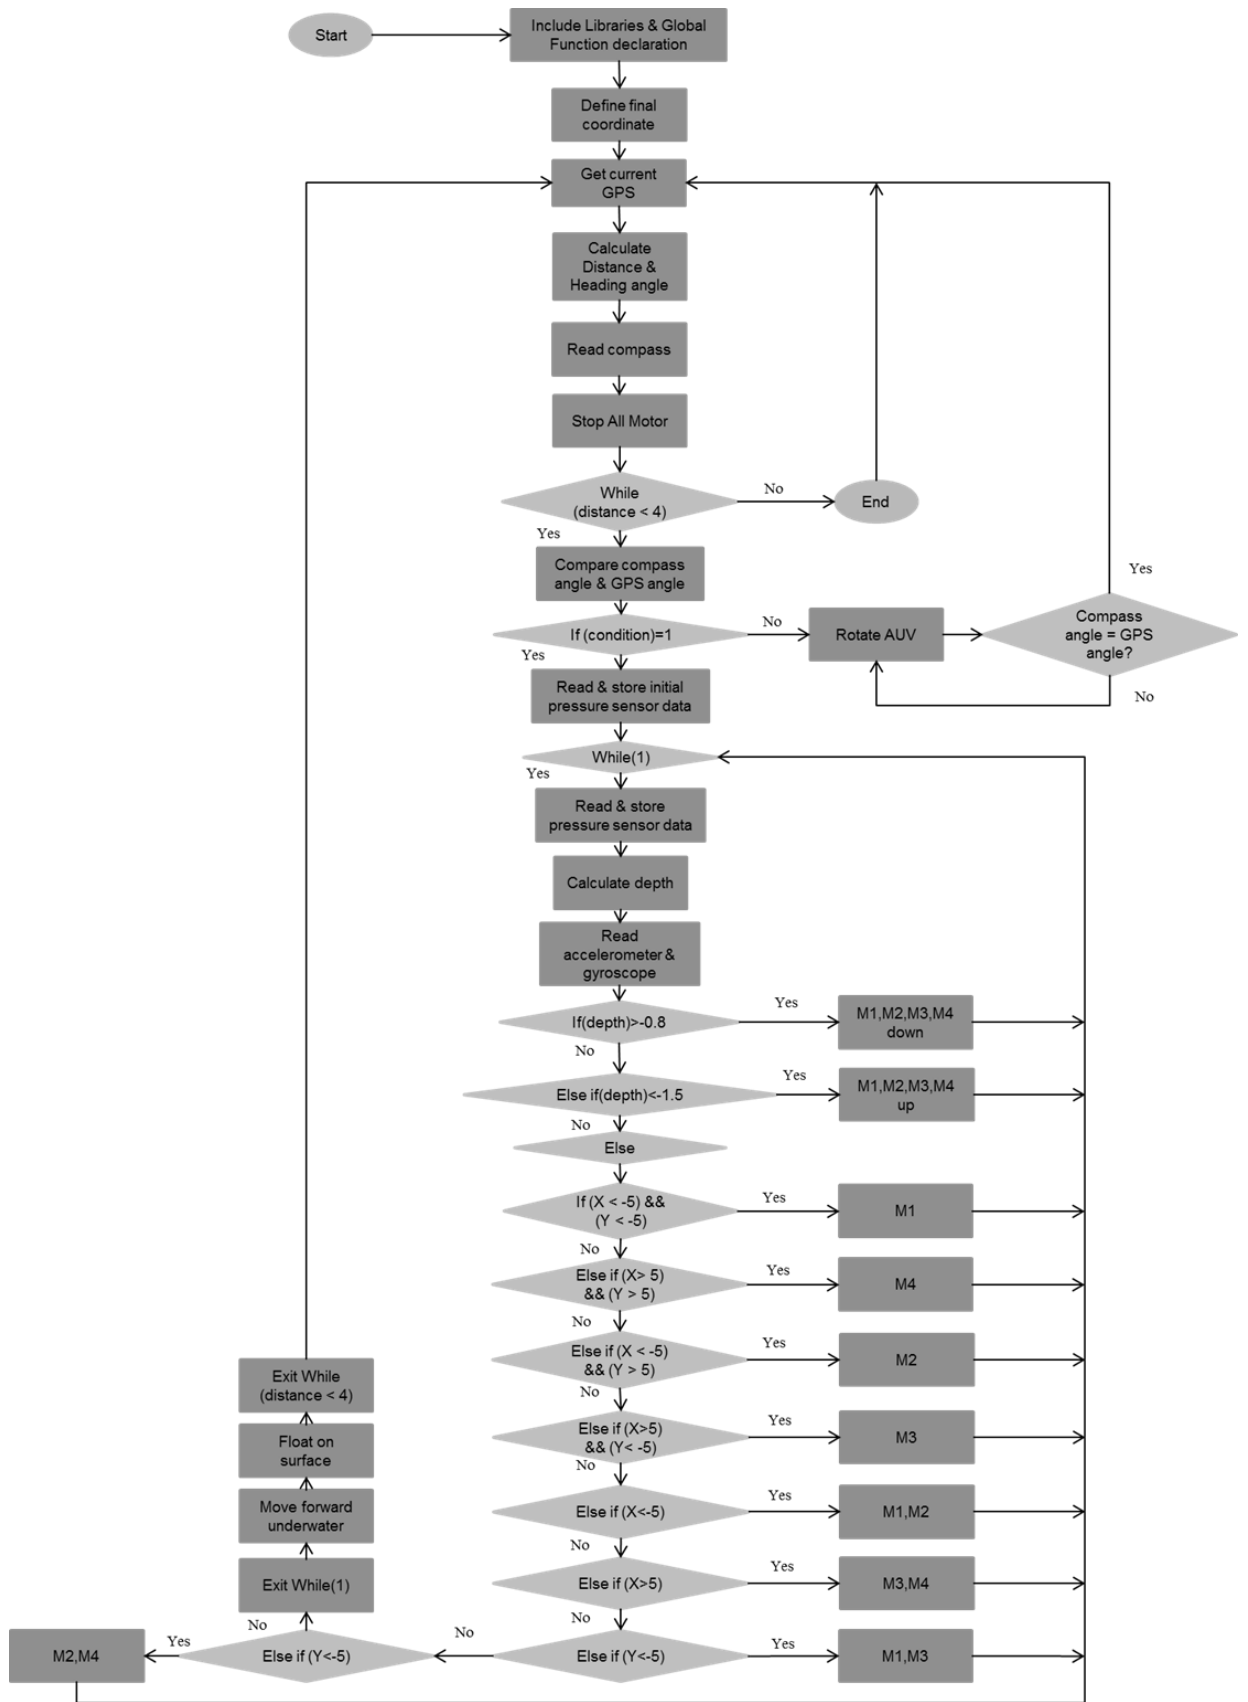 Start
Include Libraries & Global
Function declaration
Define final
coordinate
Get current
GPS
Calculate
Distance &
Heading angle
Read compass
Stop All Motor
While
(distance < 4)
No
End
Yes
Compare compass
angle & GPS angle
If (condition)=1
No
Rotate AUV
Compass
angle = GPS
angle?
Yes
No
Yes
Read & store initial
pressure sensor data
While(1)
Yes
Read & store
pressure sensor data
Calculate depth
Read
accelerometer &
gyroscope
If(depth)>-0.8
Yes
M1,M2,M3,M4
down
No
Else if(depth)<-1.5
Yes
M1,M2,M3,M4
up
No
Else
If (X < -5) &&
(Y < -5)
Yes
M1
No
Else if (X> 5)
&& (Y > 5)
Yes
M4
No
Else if (X < -5)
&& (Y > 5)
Yes
M2
No
Else if (X>5)
&& (Y< -5)
Yes
M3
No
Else if (X<-5)
Yes
M1,M2
No
Else if (X>5)
Yes
M3,M4
No
Else if (Y<-5)
Yes
M1,M3
No
Else if (Y<-5)
Yes
M2,M4
No
Exit While(1)
Move forward
underwater
Float on
surface
Exit While
(distance < 4)